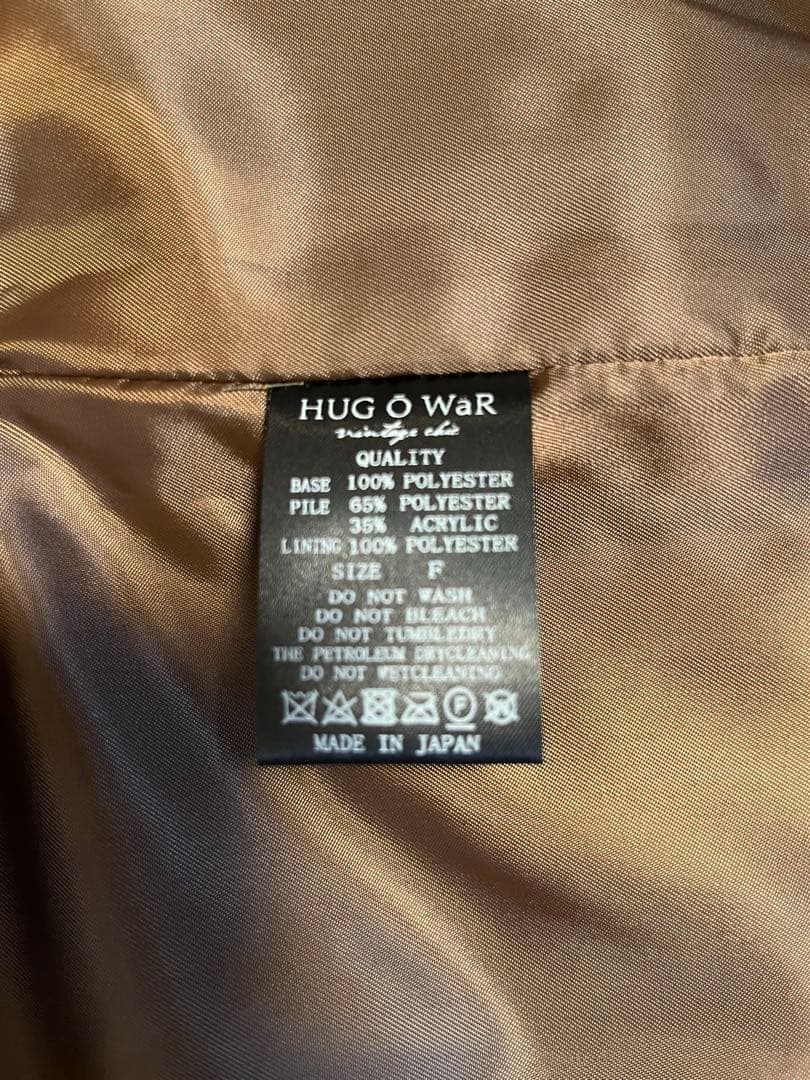 HUG Ō WäR
vintage chic
QUALITY
BASE 100% POLYESTER
PILE 65% POLYESTER
35% ACRYLIC
LINING 100% POLYESTER
SIZE F
DO NOT WASH
DO NOT BLEACH
DO NOT TUMBLEDRY
THE PETROLEUM DRYCLEANING
DO NOT WETCLEANING
MADE IN JAPAN